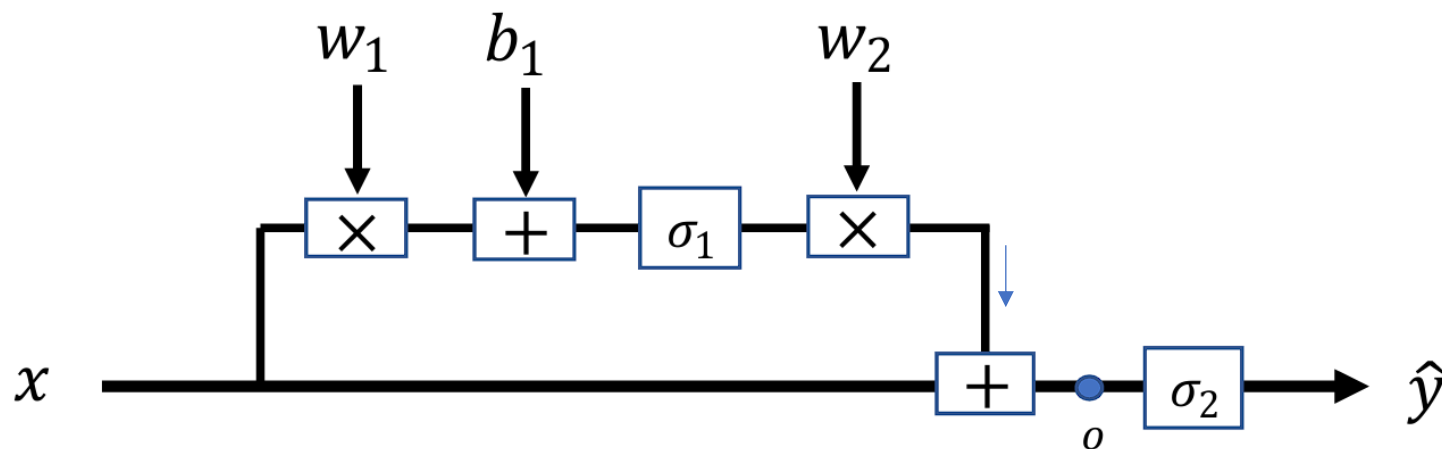 w₁ b₁ w₂
× + σ₁ ×
x + o σ₂ ŷ